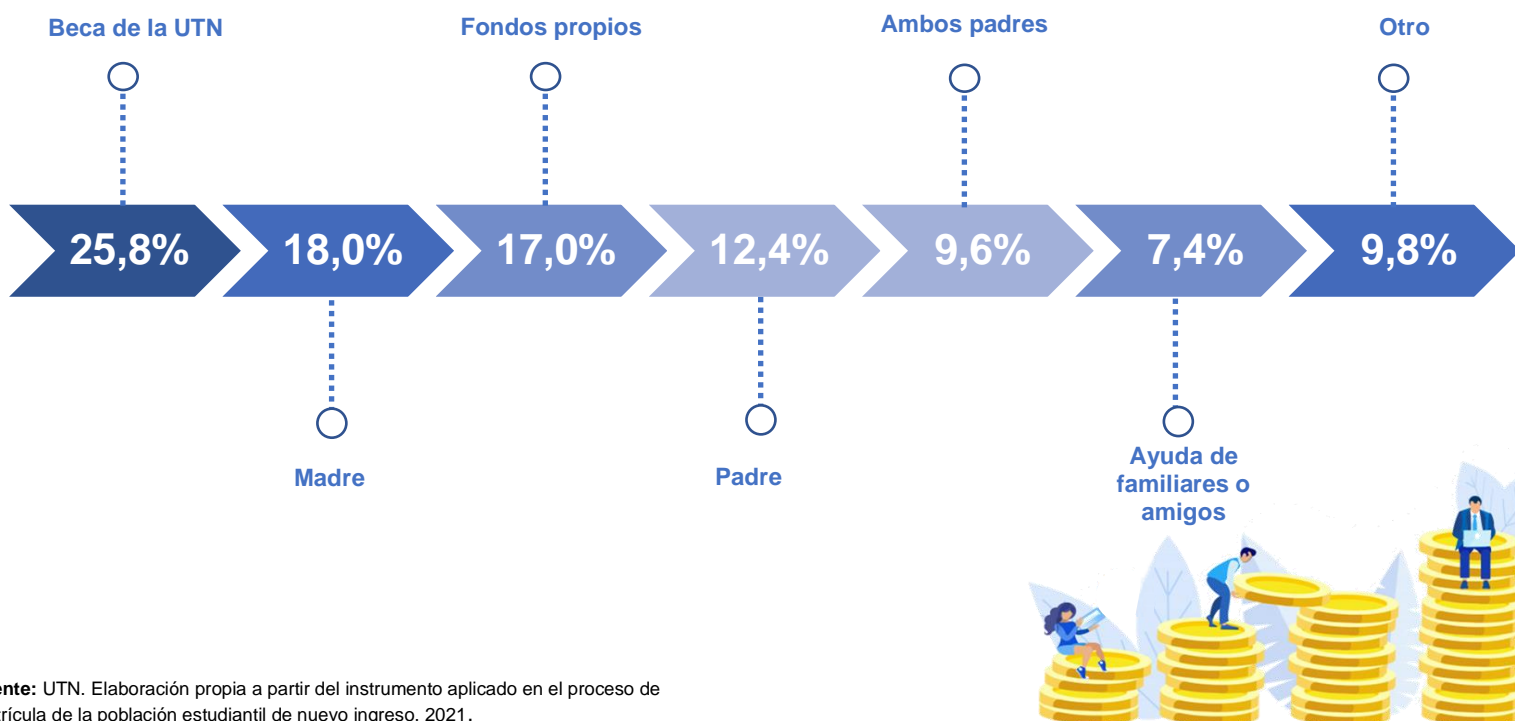 Beca de la UTN
Fondos propios
Ambos padres
Otro
25,8%
18,0%
17,0%
12,4%
9,6%
7,4%
9,8%
Madre
Padre
Ayuda de
familiares o
amigos
ente: UTN. Elaboración propia a partir del instrumento aplicado en el proceso de
trícula de la población estudiantil de nuevo ingreso, 2021.